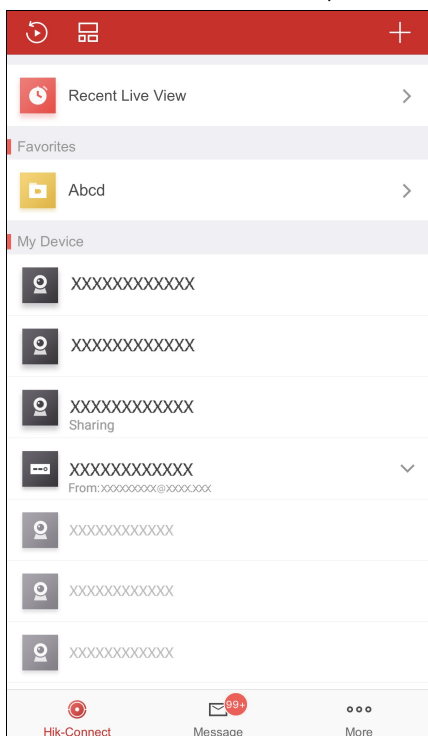 Recent Live View
Favorites
Abcd
My Device
XXXXXXXXXXXX
XXXXXXXXXXXX
XXXXXXXXXXXX
Sharing
XXXXXXXXXXXX
From:XXXXXXXXX@XXXX.XXX
XXXXXXXXXXXX
XXXXXXXXXXXX
XXXXXXXXXXXX
99+
Hik-Connect
Message
More